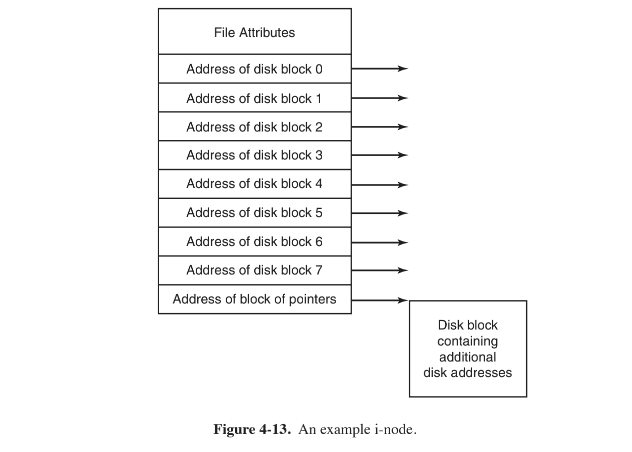 File Attributes
Address of disk block 0
Address of disk block 1
Address of disk block 2
Address of disk block 3
Address of disk block 4
Address of disk block 5
Address of disk block 6
Address of disk block 7
Address of block of pointers
Disk block
containing
additional
disk addresses
Figure 4-13. An example i-node.